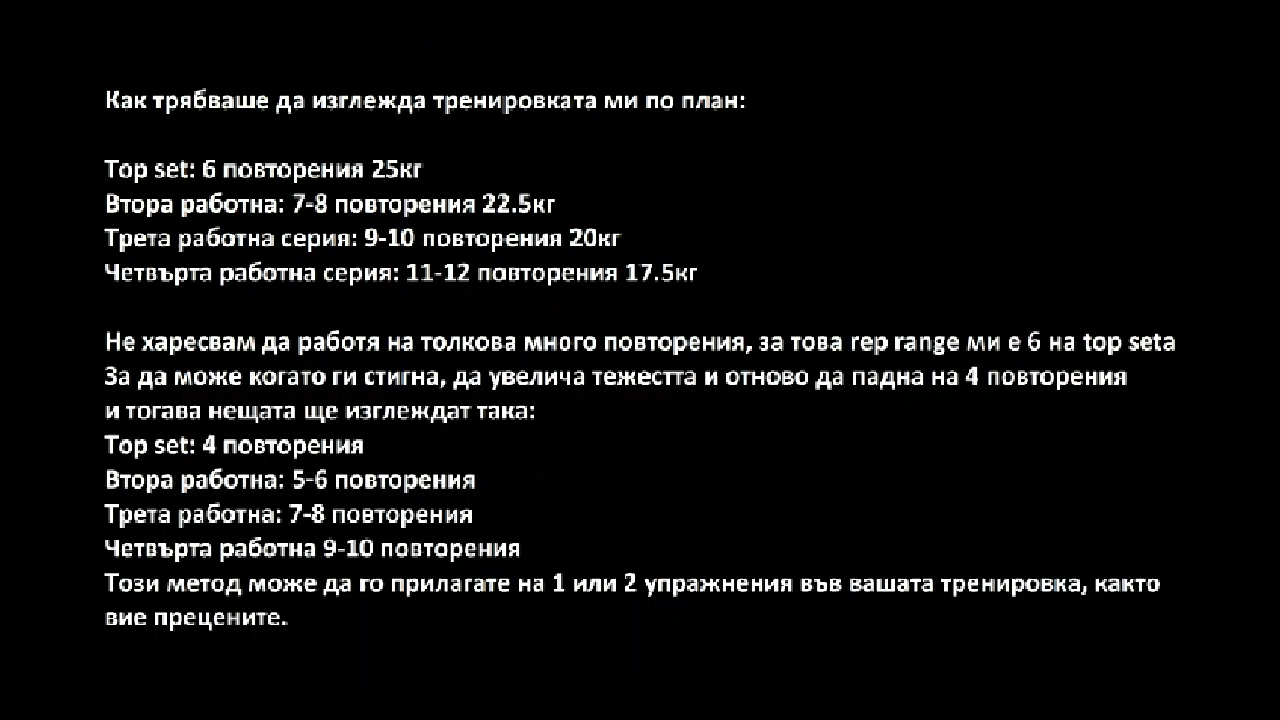 Как трябваше да изглежда тренировката ми по план:
Top set: 6 повторения 25кг
Втора работна: 7-8 повторения 22.5кг
Трета работна серия: 9-10 повторения 20кг
Четвърта работна серия: 11-12 повторения 17.5кг
Не харесвам да работя на толкова много повторения, за това rep range ми е 6 на top setа
За да може когато ги стигна, да увелича тежестта и отново да падна на 4 повторения
и тогава нещата ще изглеждат така:
Top set: 4 повторения
Втора работна: 5-6 повторения
Трета работна: 7-8 повторения
Четвърта работна 9-10 повторения
Този метод може да го прилагате на 1 или 2 упражнения във вашата тренировка, както
вие прецените.